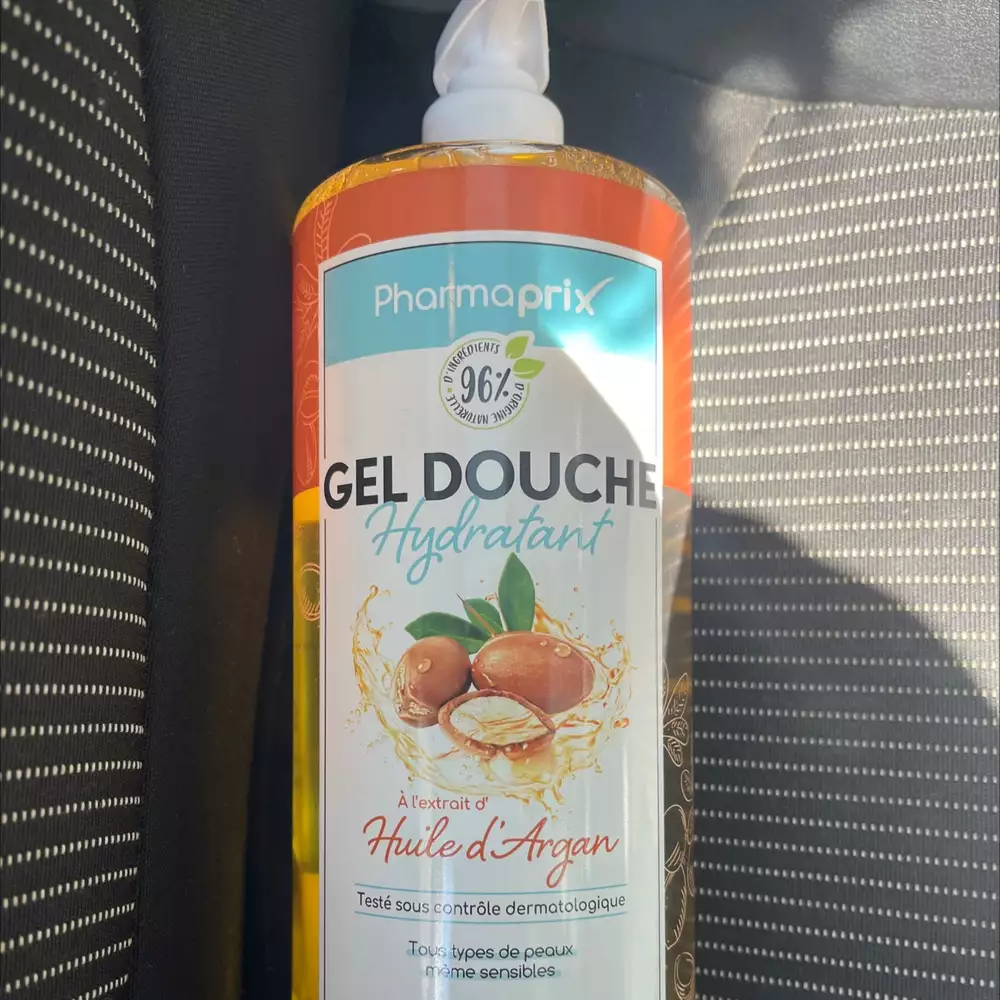 Pharmaprix
D'INGRÉDIENTS
96%
D'ORIGINE NATURELLE
GEL DOUCHE
Hydratant
À l'extrait d'
Huile d'Argan
Testé sous contrôle dermatologique
Tous types de peaux
même sensibles